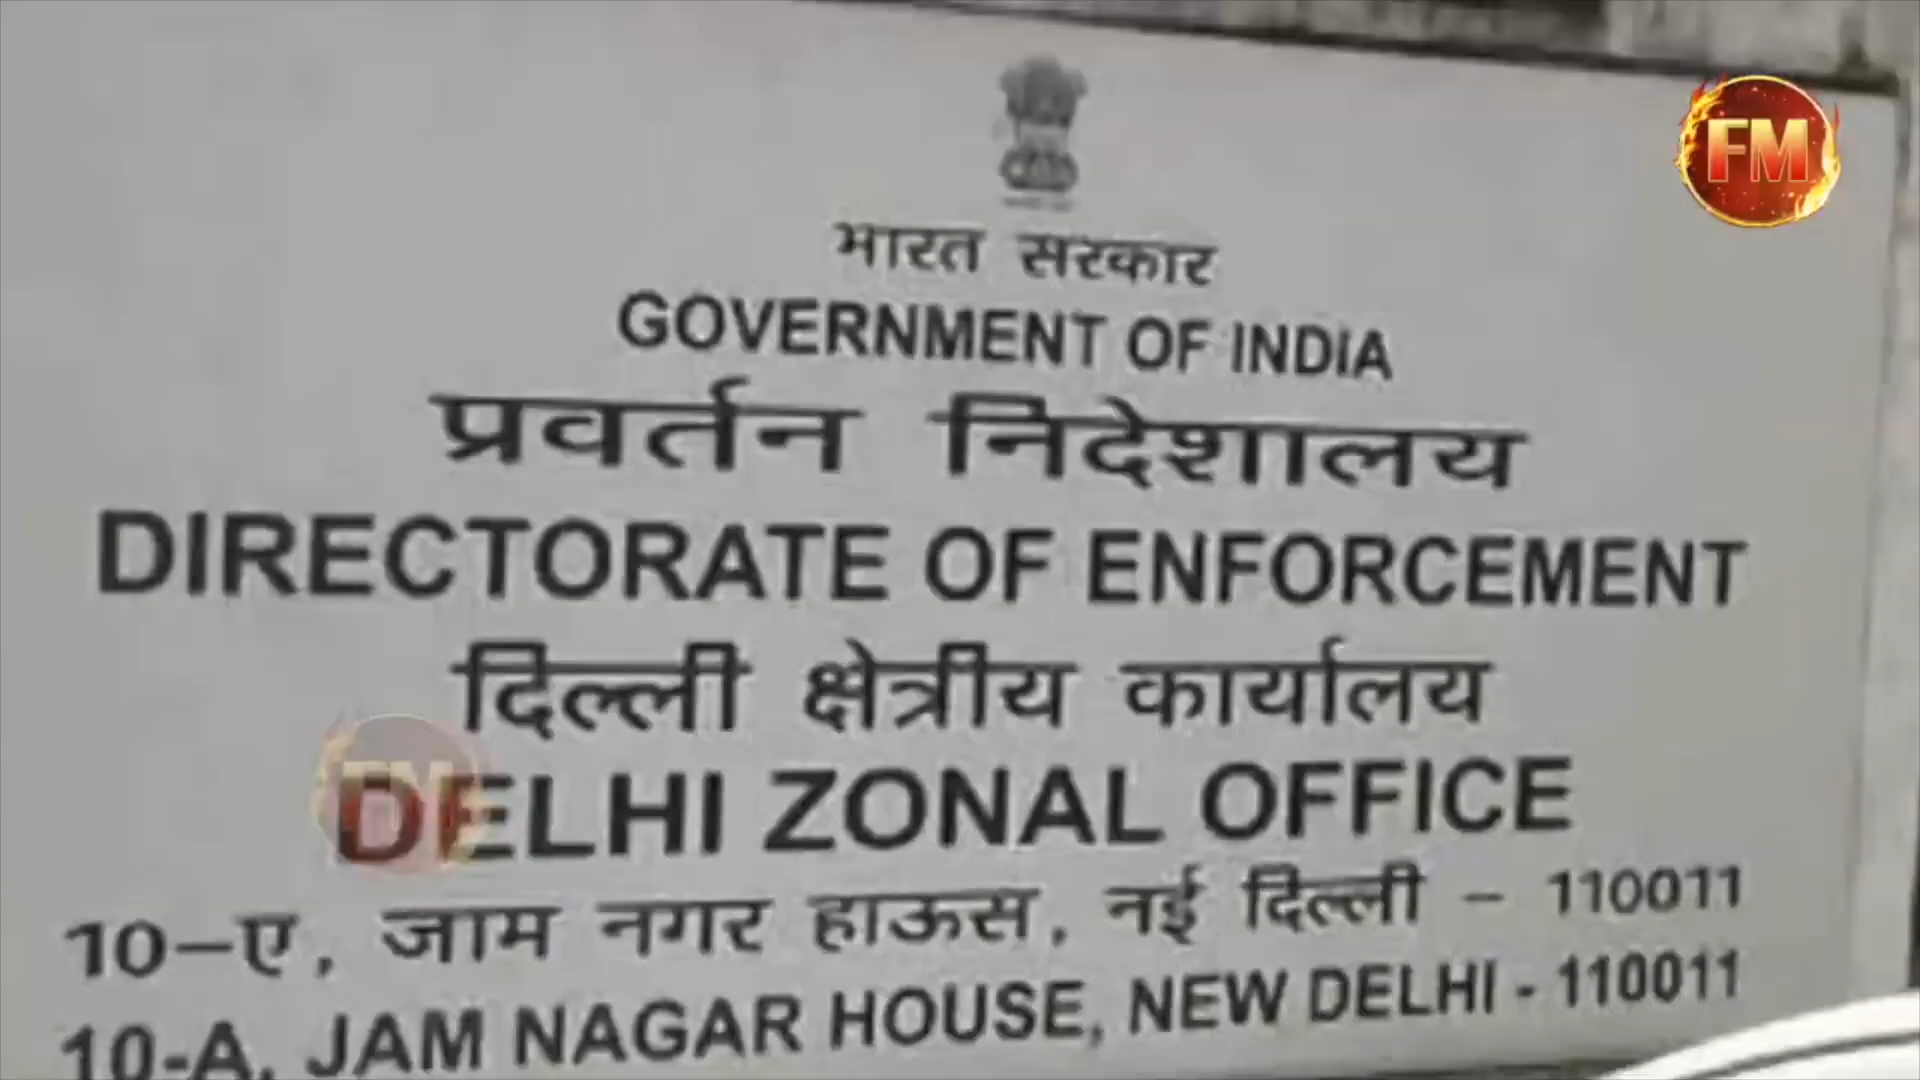 FM
भारत सरकार
GOVERNMENT OF INDIA
प्रवर्तन निदेशालय
DIRECTORATE OF ENFORCEMENT
दिल्ली क्षेत्रीय कार्यालय
DELHI ZONAL OFFICE
10-ए, जाम नगर हाऊस, नई दिल्ली - 110011
10-A, JAM NAGAR HOUSE, NEW DELHI - 110011